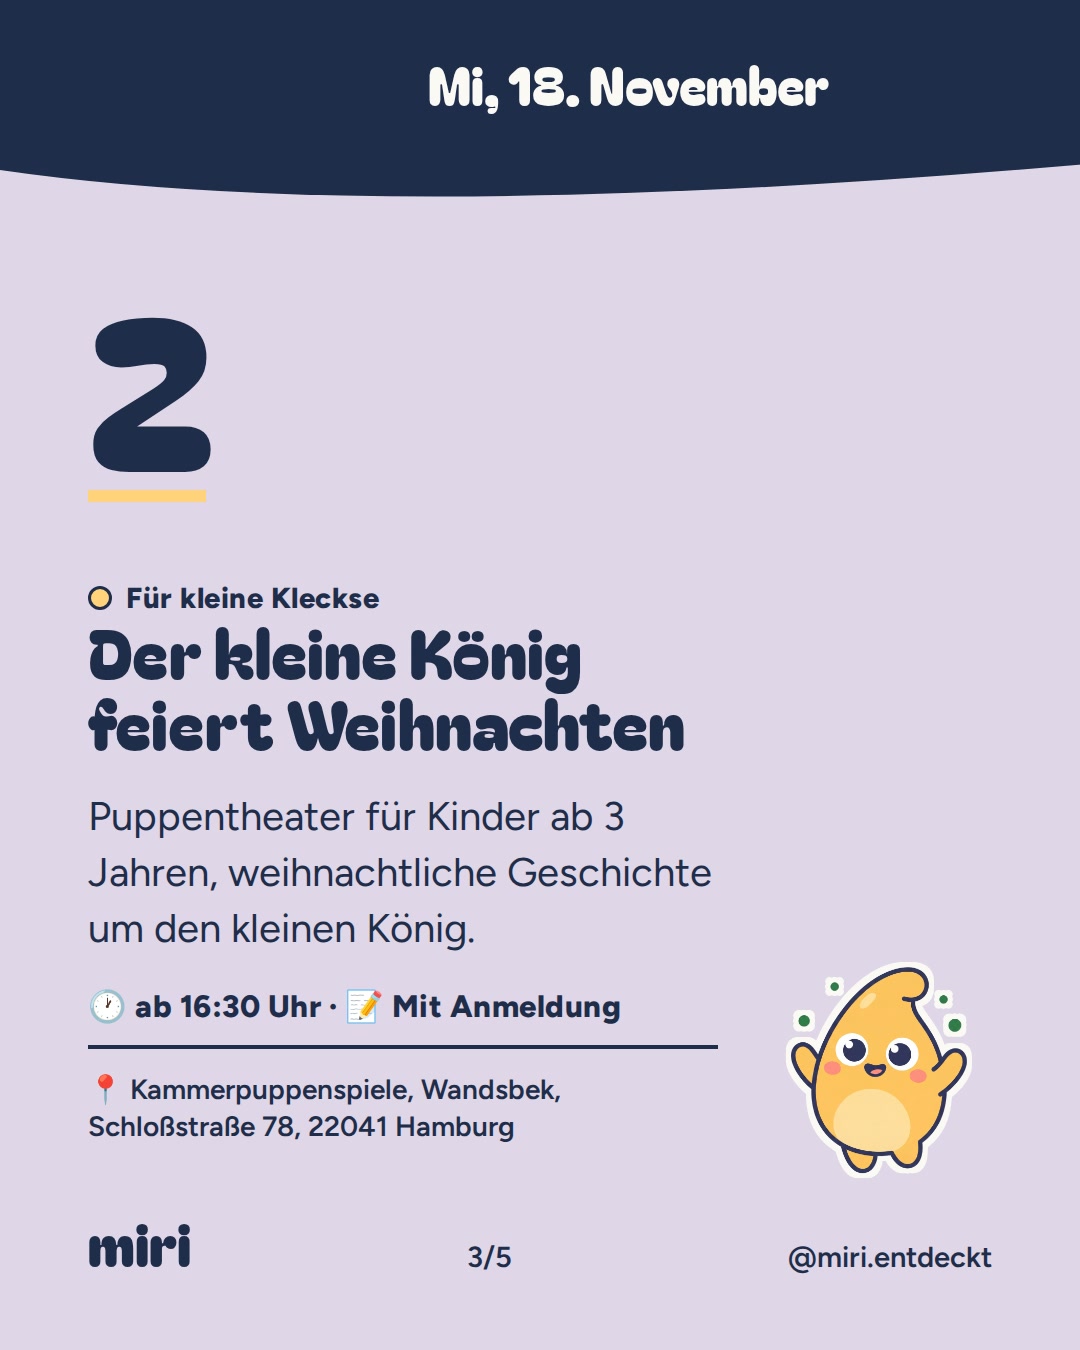 Mi, 18. November
2
Für kleine Kleckse
Der kleine König
feiert Weihnachten
Puppentheater für Kinder ab 3
Jahren, weihnachtliche Geschichte
um den kleinen König.
🕐 ab 16:30 Uhr · 📝 Mit Anmeldung
📍 Kammerpuppenspiele, Wandsbek,
Schloßstraße 78, 22041 Hamburg
miri
3/5
@miri.entdeckt